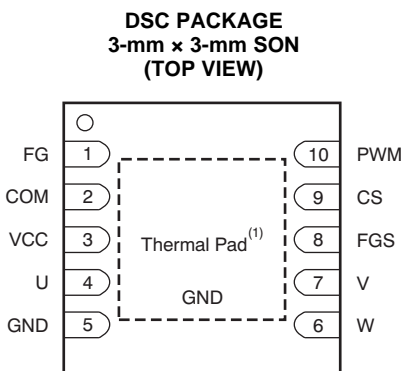 DSC PACKAGE
3-mm × 3-mm SON
(TOP VIEW)
FG 1 10 PWM
COM 2 9 CS
VCC 3 Thermal Pad(1) 8 FGS
U 4 GND 7 V
GND 5 6 W